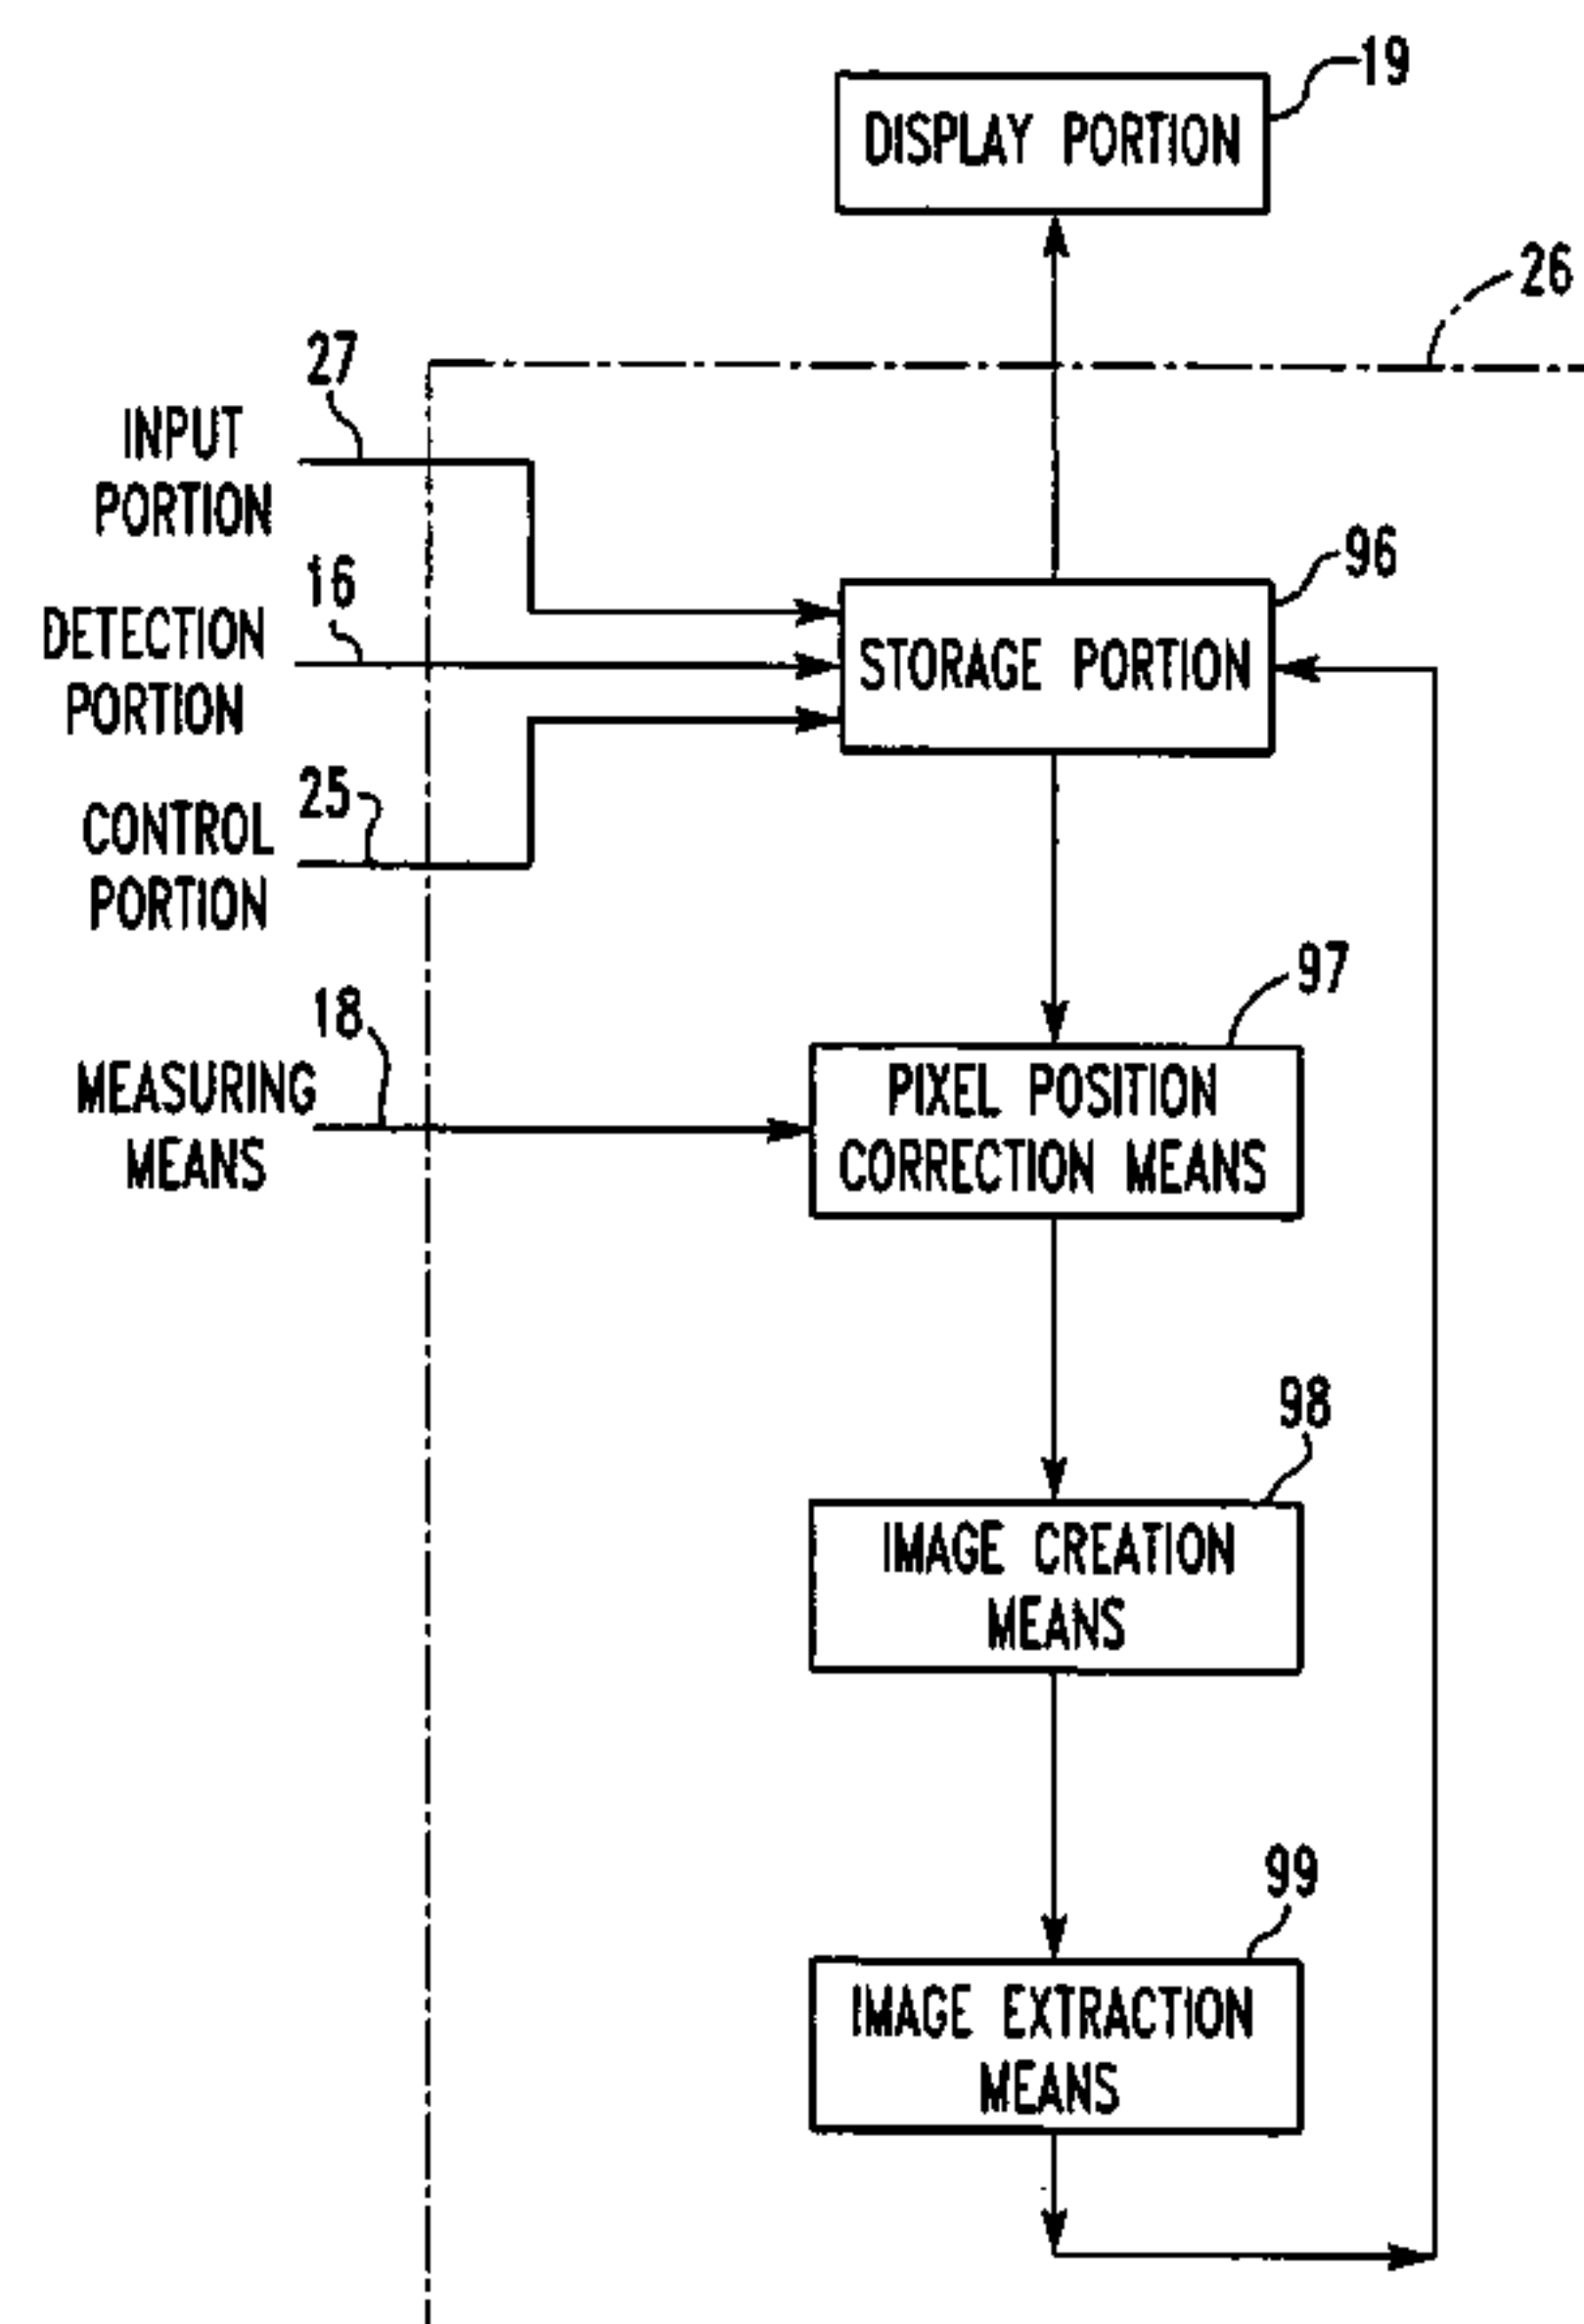 19
DISPLAY PORTION
26
27
INPUT
PORTION
16
96
DETECTION
PORTION
STORAGE PORTION
25
CONTROL
PORTION
97
18
MEASURING
MEANS
PIXEL POSITION
CORRECTION MEANS
98
IMAGE CREATION
MEANS
99
IMAGE EXTRACTION
MEANS